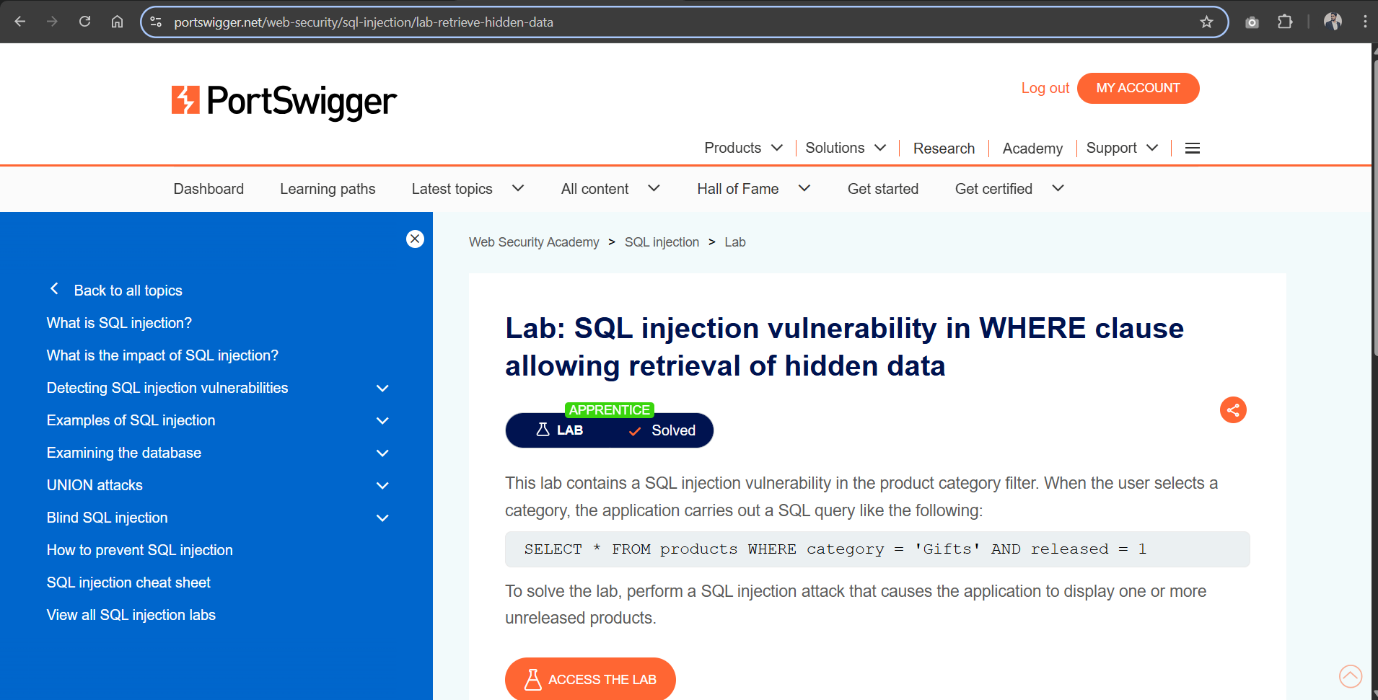 portswigger.net/web-security/sql-injection/lab-retrieve-hidden-data
PortSwigger
Log out
MY ACCOUNT
Products
Solutions
Research
Academy
Support
Dashboard
Learning paths
Latest topics
All content
Hall of Fame
Get started
Get certified
Back to all topics
What is SQL injection?
What is the impact of SQL injection?
Detecting SQL injection vulnerabilities
Examples of SQL injection
Examining the database
UNION attacks
Blind SQL injection
How to prevent SQL injection
SQL injection cheat sheet
View all SQL injection labs
Web Security Academy > SQL injection > Lab
Lab: SQL injection vulnerability in WHERE clause
allowing retrieval of hidden data
APPRENTICE
LAB
Solved
This lab contains a SQL injection vulnerability in the product category filter. When the user selects a
category, the application carries out a SQL query like the following:
SELECT * FROM products WHERE category = 'Gifts' AND released = 1
To solve the lab, perform a SQL injection attack that causes the application to display one or more
unreleased products.
ACCESS THE LAB